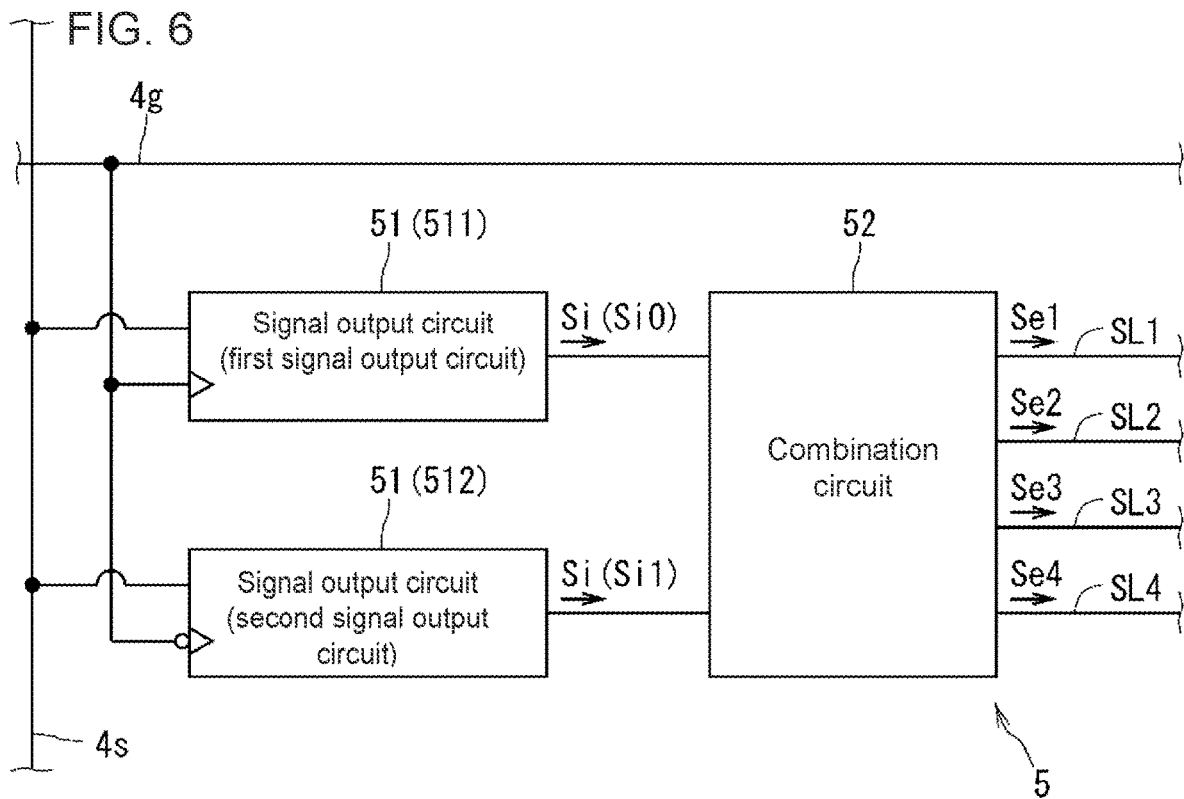 FIG. 6
4g
51 (511)
52
Signal output circuit
(first signal output circuit)
Si (Si0)
Se1
SL1
Se2
SL2
Combination
circuit
51 (512)
Se3
SL3
Signal output circuit
(second signal output
circuit)
Si (Si1)
Se4
SL4
4s
5